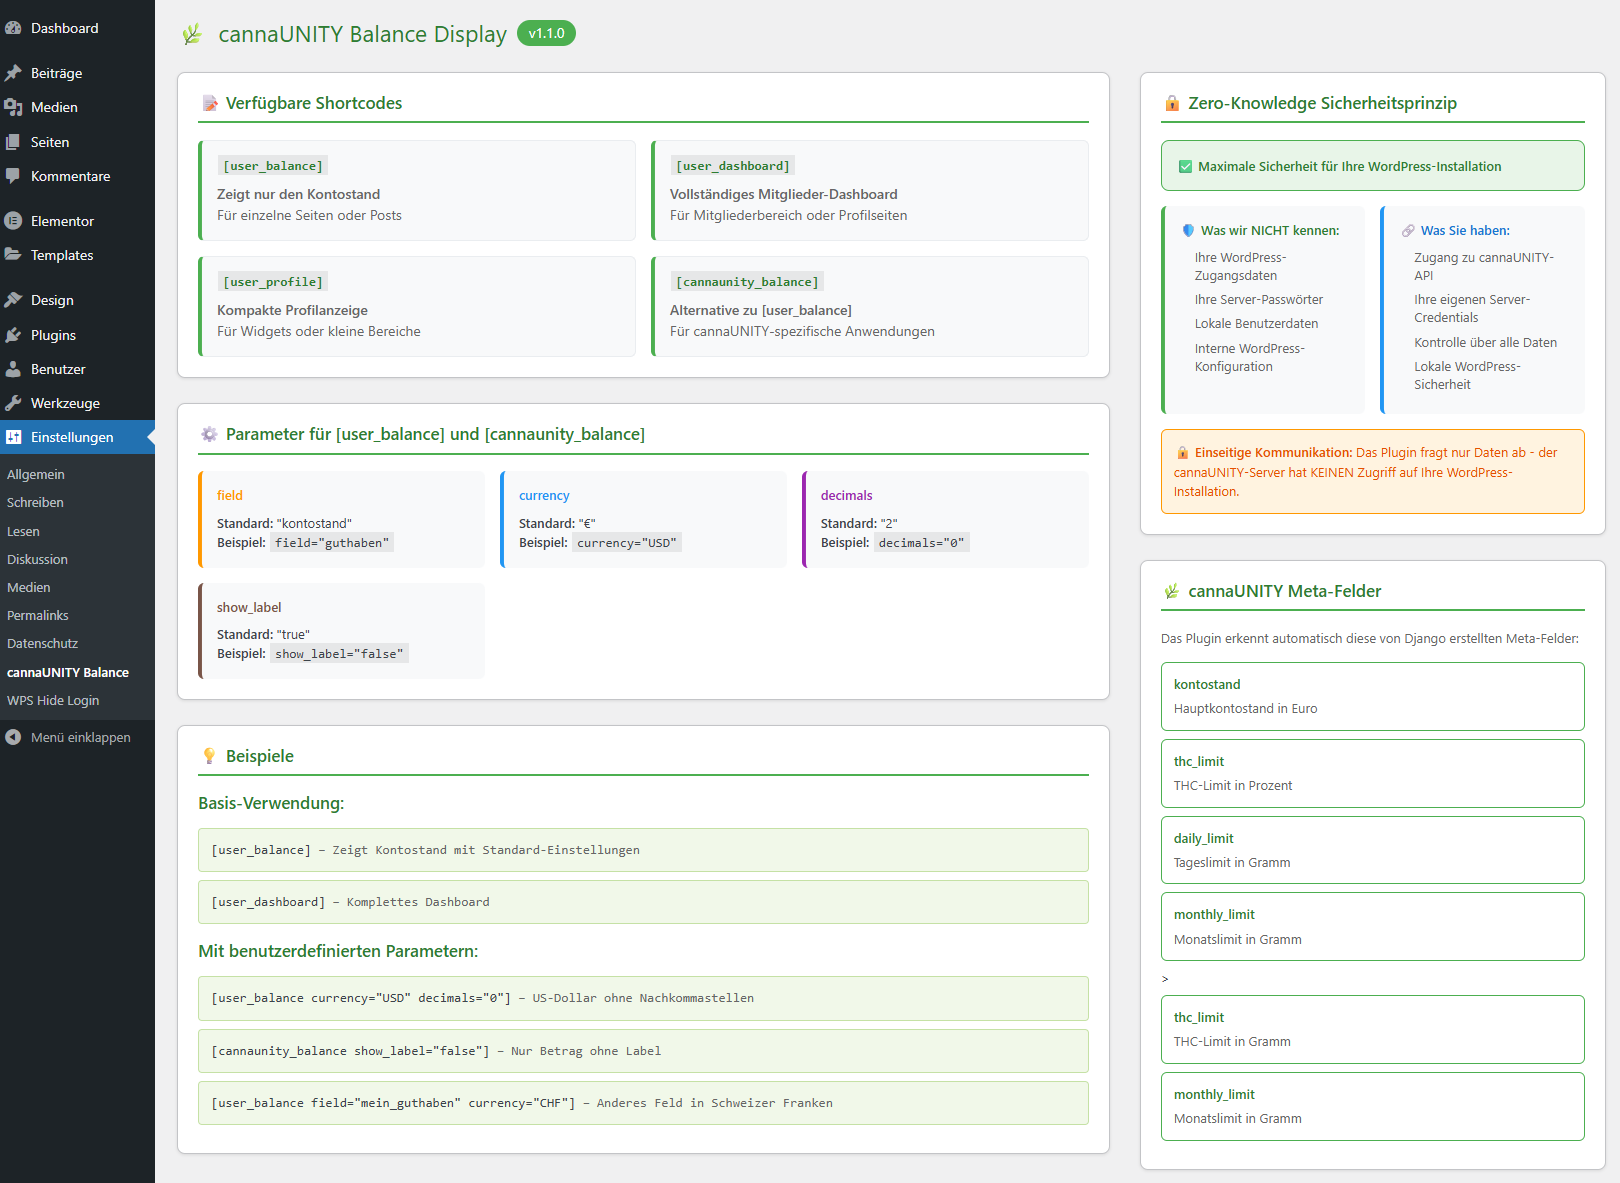 Dashboard
Beiträge
Medien
Seiten
Kommentare
Elementor
Templates
Design
Plugins
Benutzer
Werkzeuge
Einstellungen
Allgemein
Schreiben
Lesen
Diskussion
Medien
Permalinks
Datenschutz
cannaUNITY Balance
WPS Hide Login
Menü einklappen
cannaUNITY Balance Display v1.1.0
Verfügbare Shortcodes
[user_balance]
Zeigt nur den Kontostand
Für einzelne Seiten oder Posts
[user_dashboard]
Vollständiges Mitglieder-Dashboard
Für Mitgliederbereich oder Profilseiten
[user_profile]
Kompakte Profilanzeige
Für Widgets oder kleine Bereiche
[cannaunity_balance]
Alternative zu [user_balance]
Für cannaUNITY-spezifische Anwendungen
Parameter für [user_balance] und [cannaunity_balance]
field
Standard: "kontostand"
Beispiel: field="guthaben"
currency
Standard: "€"
Beispiel: currency="USD"
decimals
Standard: "2"
Beispiel: decimals="0"
show_label
Standard: "true"
Beispiel: show_label="false"
Beispiele
Basis-Verwendung:
[user_balance] – Zeigt Kontostand mit Standard-Einstellungen
[user_dashboard] – Komplettes Dashboard
Mit benutzerdefinierten Parametern:
[user_balance currency="USD" decimals="0"] – US-Dollar ohne Nachkommastellen
[cannaunity_balance show_label="false"] – Nur Betrag ohne Label
[user_balance field="mein_guthaben" currency="CHF"] – Anderes Feld in Schweizer Franken
Zero-Knowledge Sicherheitsprinzip
Maximale Sicherheit für Ihre WordPress-Installation
Was wir NICHT kennen:
Ihre WordPress-
Zugangsdaten
Ihre Server-Passwörter
Lokale Benutzerdaten
Interne WordPress-
Konfiguration
Was Sie haben:
Zugang zu cannaUNITY-
API
Ihre eigenen Server-
Credentials
Kontrolle über alle Daten
Lokale WordPress-
Sicherheit
Einseitige Kommunikation: Das Plugin fragt nur Daten ab - der
cannaUNITY-Server hat KEINEN Zugriff auf Ihre WordPress-
Installation.
cannaUNITY Meta-Felder
Das Plugin erkennt automatisch diese von Django erstellten Meta-Felder:
kontostand
Hauptkontostand in Euro
thc_limit
THC-Limit in Prozent
daily_limit
Tageslimit in Gramm
monthly_limit
Monatslimit in Gramm
>
thc_limit
THC-Limit in Gramm
monthly_limit
Monatslimit in Gramm